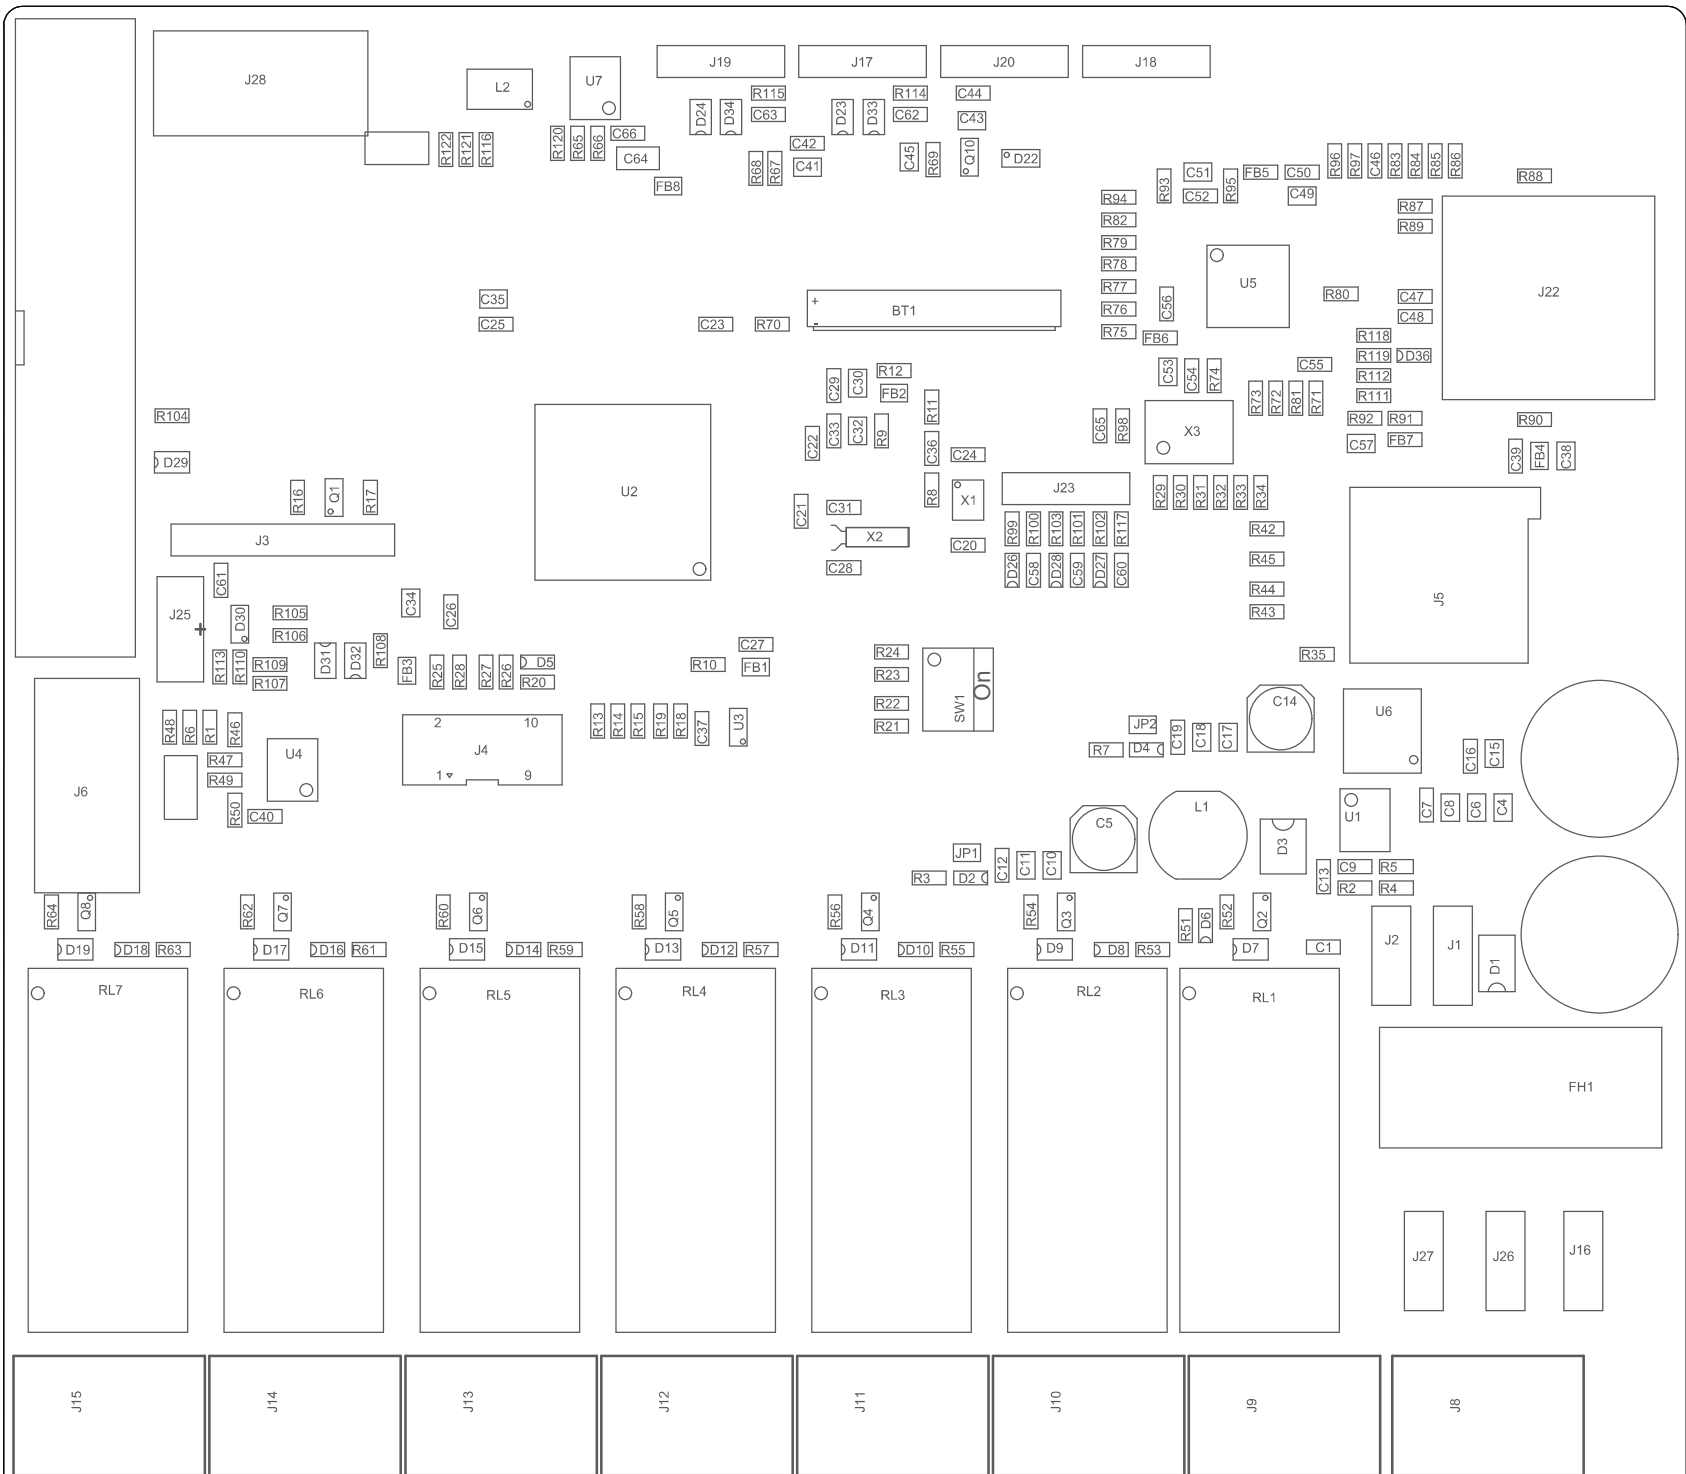 J28
L2
U7
J19
J17
J20
J18
R115
R114
C44
D24
D34
C63
D23
D33
C62
C43
R122
R121
R116
R120
R65
R66
C66
C64
FB8
R68
R67
C42
C41
C45
R69
Q10
D22
R93
C51
C52
R95
FB5
C50
C49
R96
R97
C46
R83
R84
R85
R86
R88
R94
R82
R79
R78
R77
R76
R75
R87
R89
U5
J22
C35
C25
C23
R70
+
-
BT1
C56
FB6
R80
C47
C48
R118
R119
D36
R112
R111
C53
C54
R74
C55
R73
R72
R81
R71
C29
C30
R12
FB2
R11
R104
D29
C22
C33
C32
R9
C36
C24
C65
R98
X3
R92
R91
C57
FB7
R90
C39
FB4
C38
R16
Q1
R17
U2
C21
C31
R8
X1
J23
R29
R30
R31
R32
R33
R34
J3
X2
C20
C28
R99
R100
R103
R101
R102
R117
D26
C58
D28
C59
D27
C60
R42
R45
R44
R43
J5
C61
J25
+
D30
R105
R106
C34
C26
R113
R110
R109
R107
D31
D32
R108
FB3
R25
R28
R27
R26
D5
R20
R10
C27
FB1
R24
R23
R22
R21
SW1
On
R35
R48
R6
R1
R46
R47
R49
R50
C40
U4
J6
2
10
J4
1
9
R13
R14
R15
R19
R18
C37
U3
JP2
R7
D4
C19
C18
C17
C14
U6
C16
C15
C7
C8
C6
C4
C5
L1
D3
U1
JP1
R3
D2
C12
C11
C10
C13
C9
R5
R2
R4
R64
Q8
R62
Q7
R60
Q6
R58
Q5
R56
Q4
R54
Q3
R51
D6
R52
Q2
D19
D18
R63
D17
D16
R61
D15
D14
R59
D13
D12
R57
D11
D10
R55
D9
D8
R53
D7
C1
J2
J1
D1
RL7
RL6
RL5
RL4
RL3
RL2
RL1
FH1
J27
J26
J16
J15
J14
J13
J12
J11
J10
J9
J8